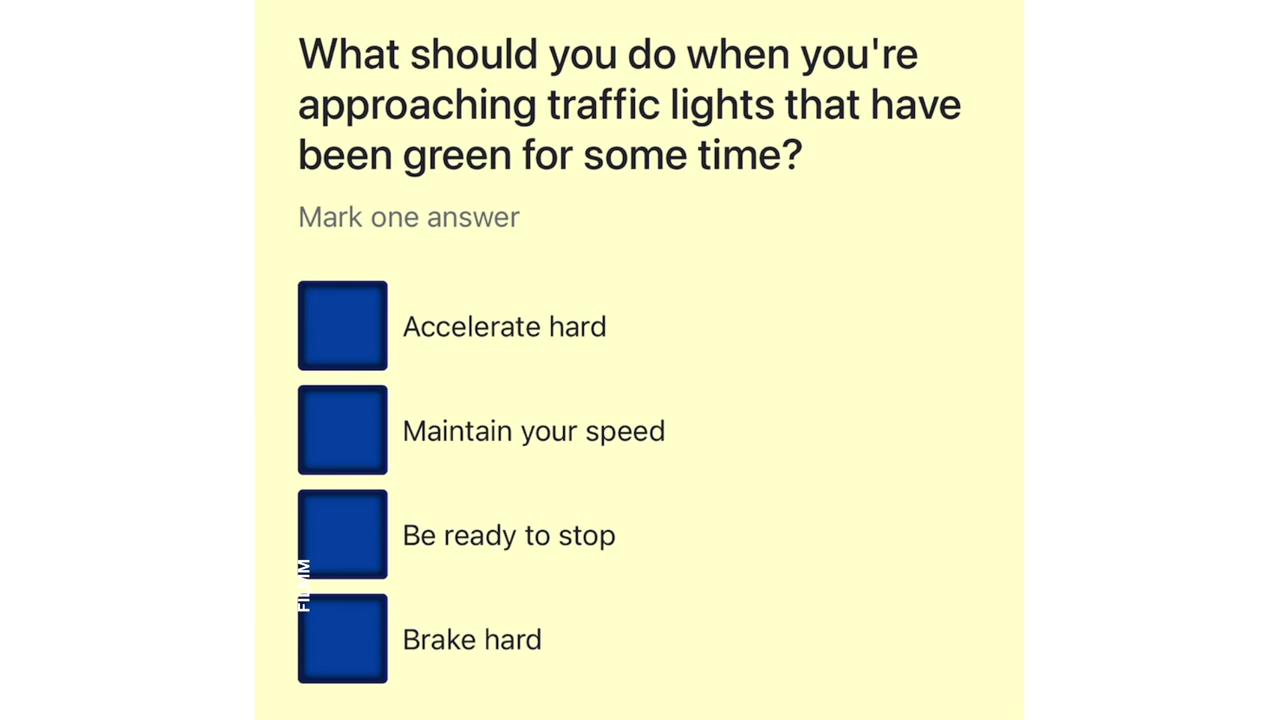 What should you do when you're
approaching traffic lights that have
been green for some time?
Mark one answer
Accelerate hard
Maintain your speed
Be ready to stop
Brake hard